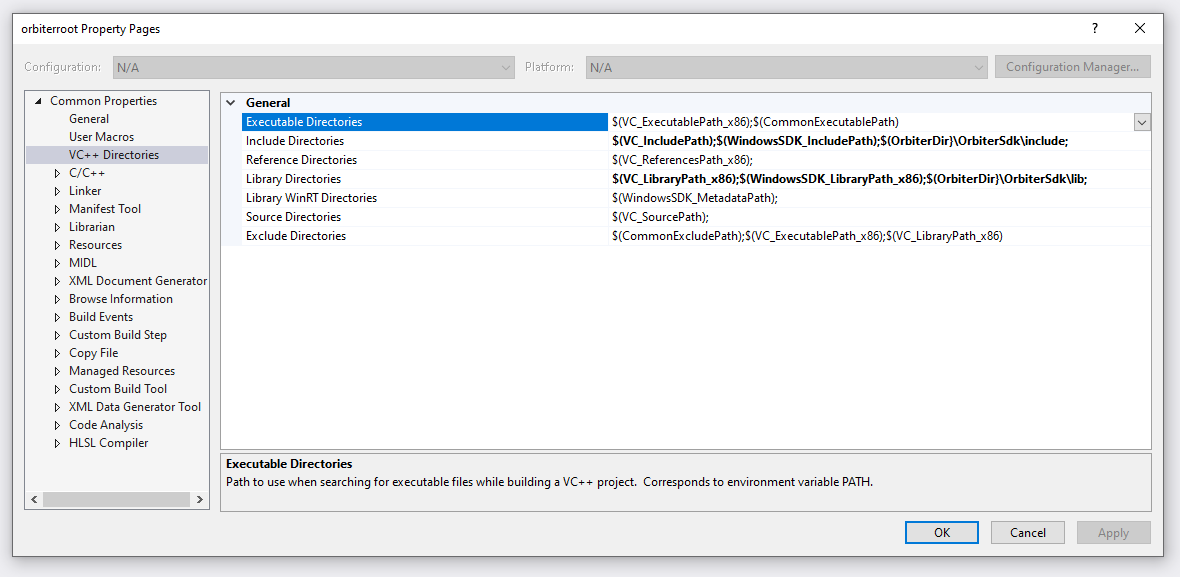 orbiterroot Property Pages
?
Configuration: N/A Platform: N/A Configuration Manager...
Common Properties
General
User Macros
VC++ Directories
C/C++
Linker
Manifest Tool
Librarian
Resources
MIDL
XML Document Generator
Browse Information
Build Events
Custom Build Step
Copy File
Managed Resources
Custom Build Tool
XML Data Generator Tool
Code Analysis
HLSL Compiler
General
Executable Directories $(VC_ExecutablePath_x86);$(CommonExecutablePath)
Include Directories $(VC_IncludePath);$(WindowsSDK_IncludePath);$(OrbiterDir}\OrbiterSdk\include;
Reference Directories $(VC_ReferencesPath_x86);
Library Directories $(VC_LibraryPath_x86);$(WindowsSDK_LibraryPath_x86);$(OrbiterDir}\OrbiterSdk\lib;
Library WinRT Directories $(WindowsSDK_MetadataPath);
Source Directories $(VC_SourcePath);
Exclude Directories $(CommonExcludePath);$(VC_ExecutablePath_x86);$(VC_LibraryPath_x86)
Executable Directories
Path to use when searching for executable files while building a VC++ project.  Corresponds to environment variable PATH.
OK Cancel Apply